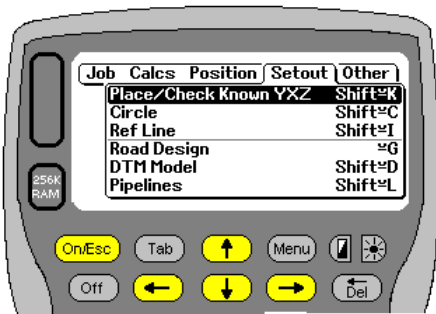 Job Calcs Position Setout Other
Place/Check Known YXZ Shift⌥K
Circle Shift⌥C
Ref Line Shift⌥I
Road Design ⌥G
DTM Model Shift⌥D
Pipelines Shift⌥L
256K
RAM
On/Esc Tab Menu
Off Del